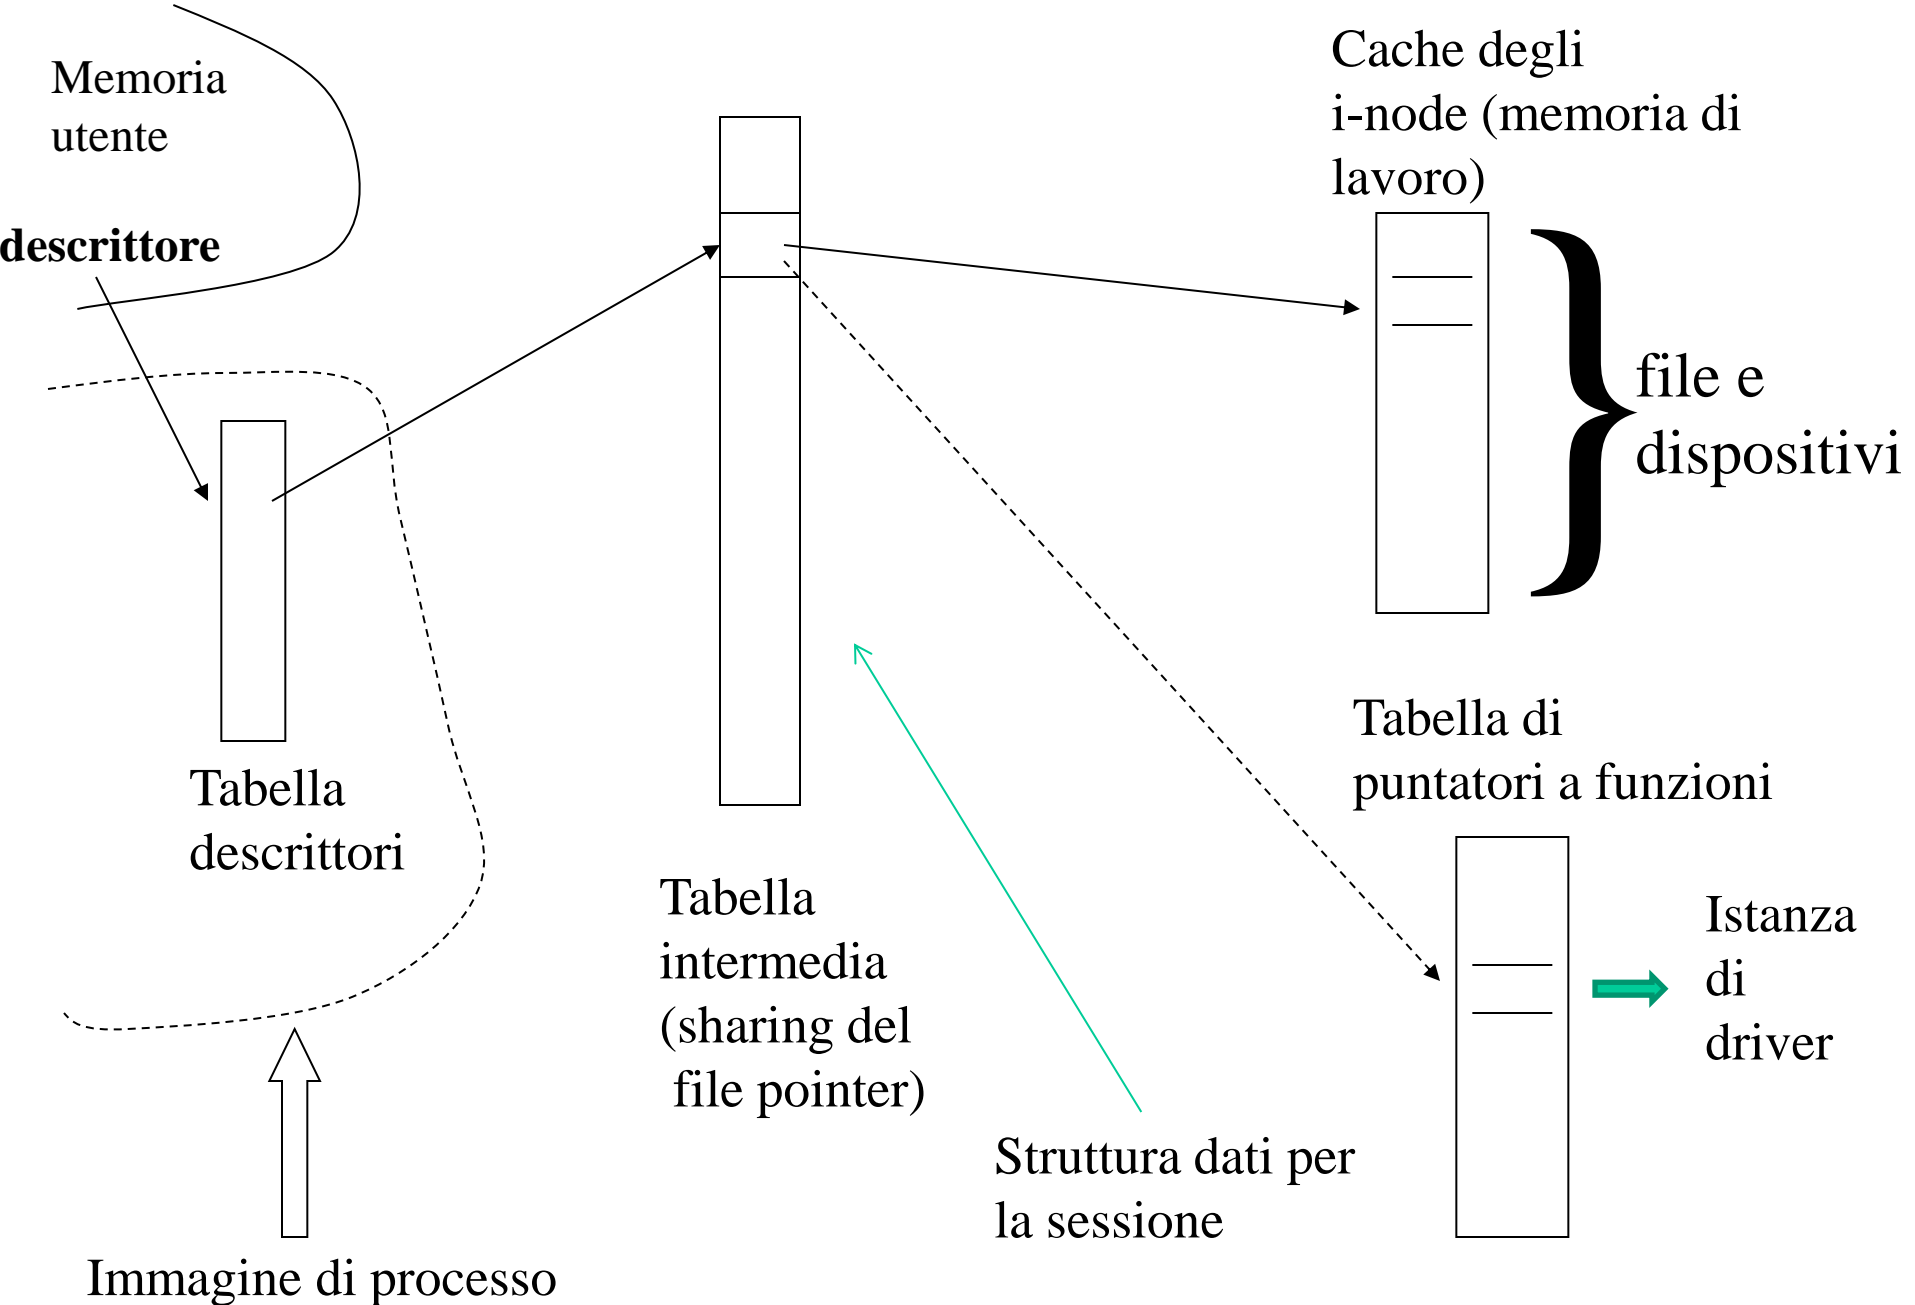 Memoria
utente
descrittore
Tabella
descrittori
Immagine di processo
Tabella
intermedia
(sharing del
file pointer)
Struttura dati per
la sessione
Cache degli
i-node (memoria di
lavoro)
file e
dispositivi
Tabella di
puntatori a funzioni
Istanza
di
driver